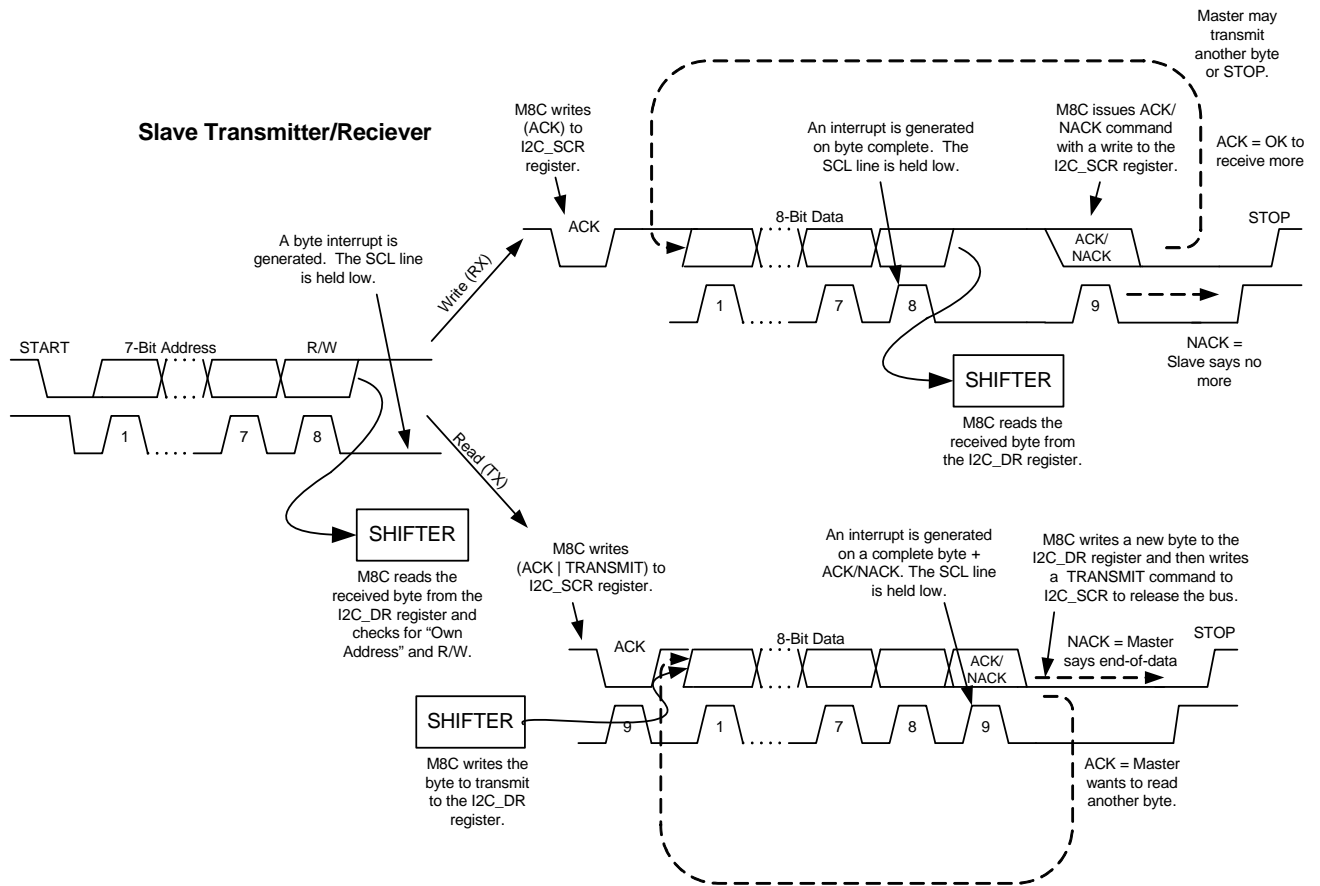 Master may
transmit
another byte
or STOP.
Slave Transmitter/Reciever
M8C writes
(ACK) to
I2C_SCR
register.
An interrupt is generated
on byte complete.  The
SCL line is held low.
M8C issues ACK/
NACK command
with a write to the
I2C_SCR register.
ACK = OK to
receive more
A byte interrupt is
generated.  The SCL line
is held low.
Write (RX)
ACK
8-Bit Data
ACK/
NACK
STOP
1
7
8
9
NACK =
Slave says no
more
SHIFTER
M8C reads the
received byte from
the I2C_DR register.
START
7-Bit Address
R/W
1
7
8
Read (TX)
SHIFTER
M8C reads the
received byte from the
I2C_DR register and
checks for “Own
Address” and R/W.
M8C writes
(ACK | TRANSMIT) to
I2C_SCR register.
An interrupt is generated
on a complete byte +
ACK/NACK. The SCL line
is held low.
M8C writes a new byte to the
I2C_DR register and then writes
a  TRANSMIT command to
I2C_SCR to release the bus.
ACK
8-Bit Data
ACK/
NACK
NACK = Master
says end-of-data
STOP
SHIFTER
9
1
7
8
9
M8C writes the
byte to transmit
to the I2C_DR
register.
ACK = Master
wants to read
another byte.